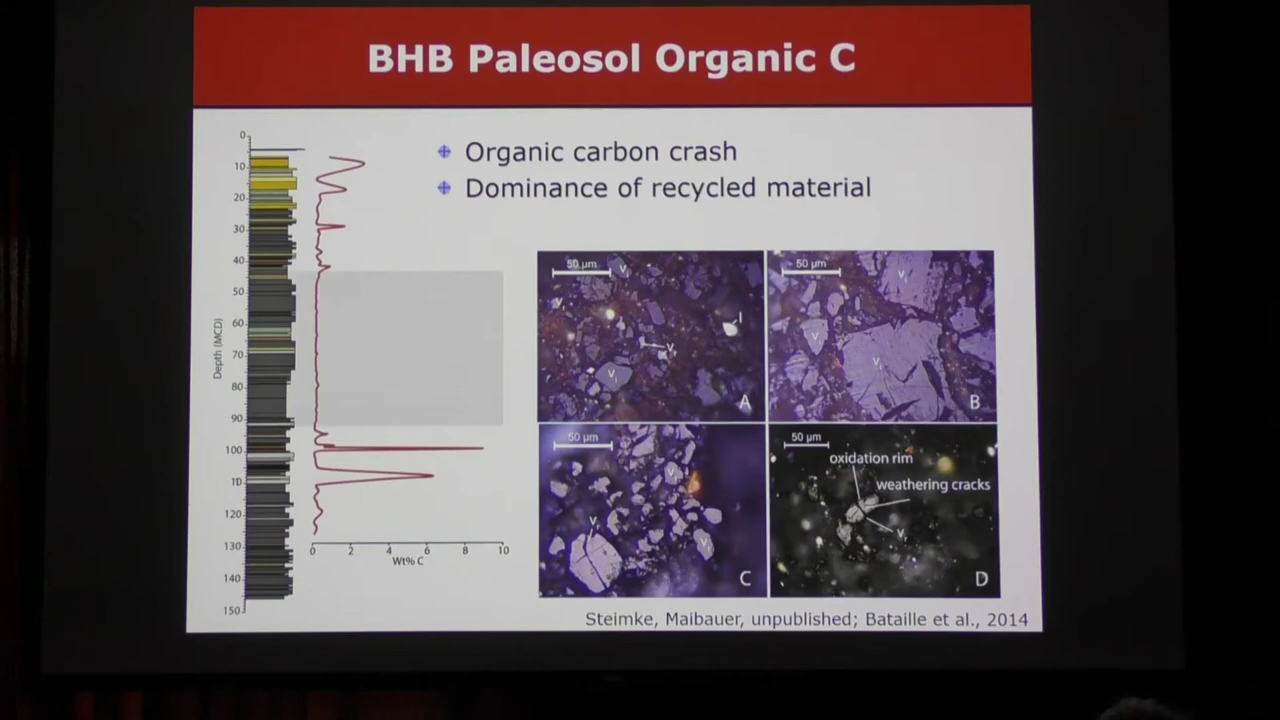 BHB Paleosol Organic C
Organic carbon crash
Dominance of recycled material
Depth (MCD)
0
10
20
30
40
50
60
70
80
90
100
110
120
130
140
150
0 2 4 6 8 10
Wt% C
50 µm
v
v
I
v
v
A
50 µm
v
v
v
B
50 µm
v
v
v
C
50 µm
oxidation rim
weathering cracks
v
D
Steimke, Maibauer, unpublished; Bataille et al., 2014